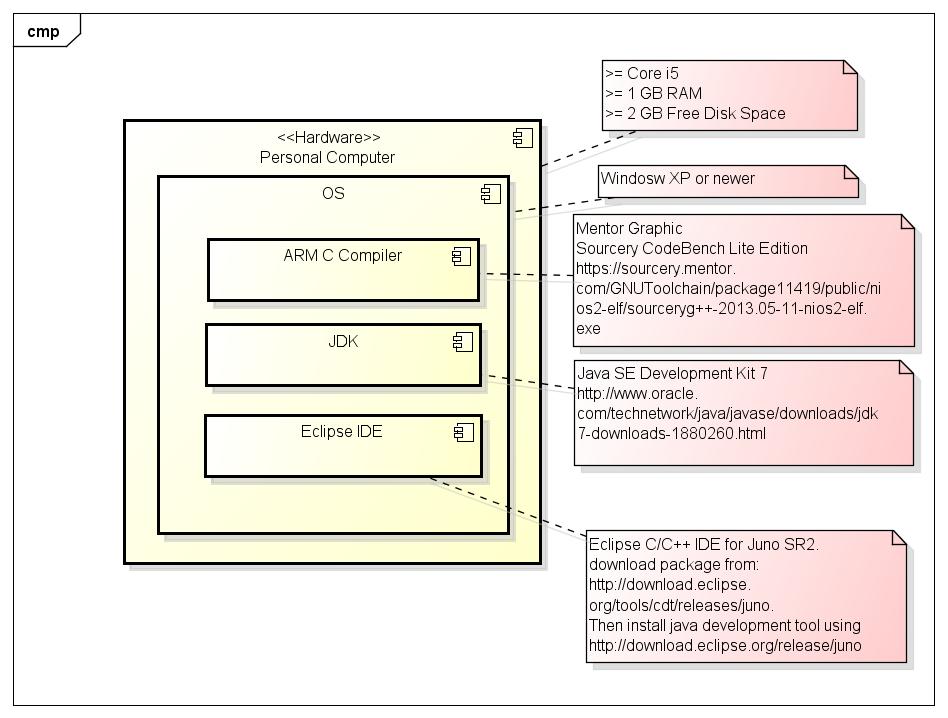 cmp
>= Core i5
>= 1 GB RAM
>= 2 GB Free Disk Space
<<Hardware>>
Personal Computer
OS
Windosw XP or newer
ARM C Compiler
Mentor Graphic
Sourcery CodeBench Lite Edition
https://sourcery.mentor.
com/GNUToolchain/package11419/public/ni
os2-elf/sourceryg++-2013.05-11-nios2-elf.
exe
JDK
Java SE Development Kit 7
http://www.oracle.
com/technetwork/java/javase/downloads/jdk
7-downloads-1880260.html
Eclipse IDE
Eclipse C/C++ IDE for Juno SR2.
download package from:
http://download.eclipse.
org/tools/cdt/releases/juno.
Then install java development tool using
http://download.eclipse.org/release/juno